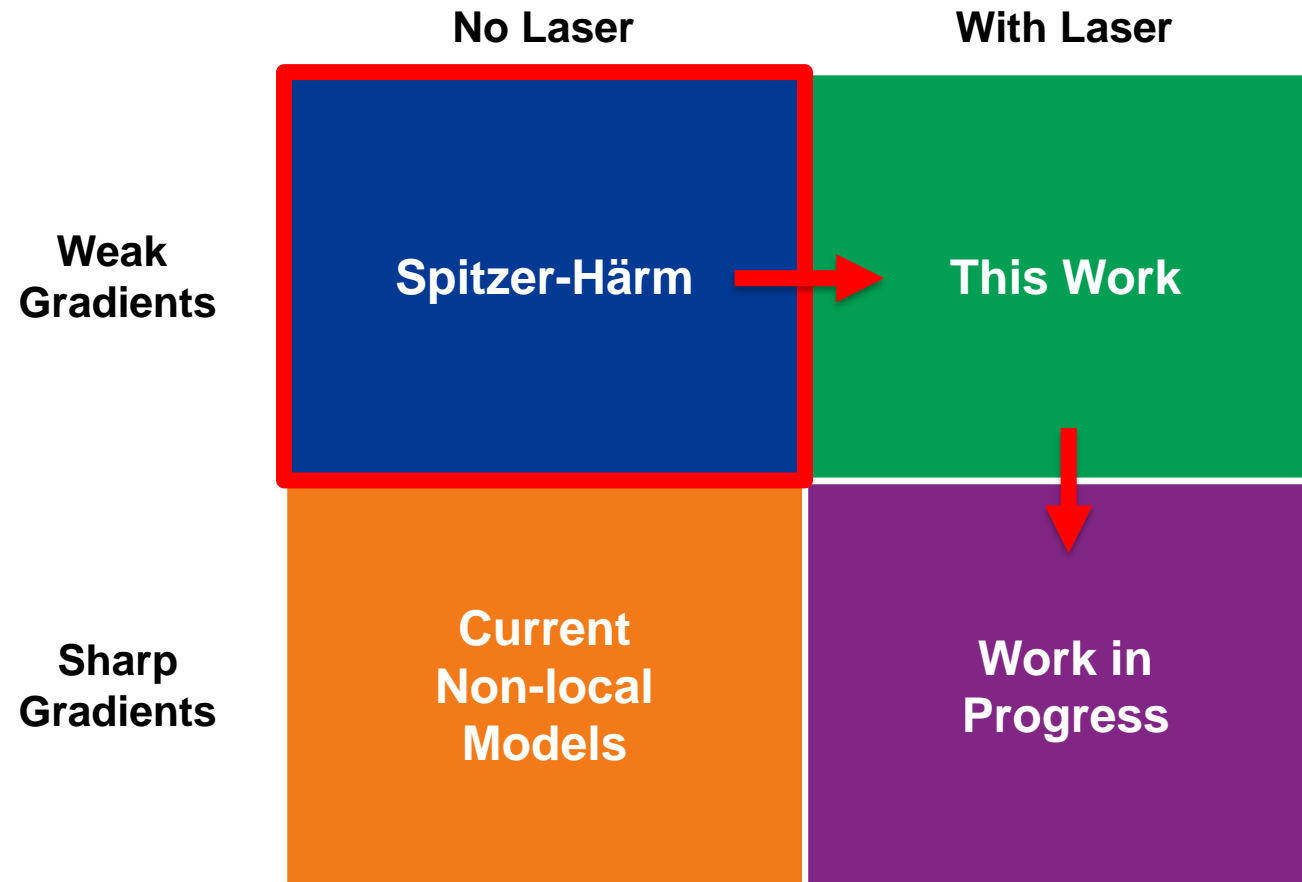 No Laser
With Laser
Weak
Gradients
Spitzer-Härm
This Work
Sharp
Gradients
Current
Non-local
Models
Work in
Progress